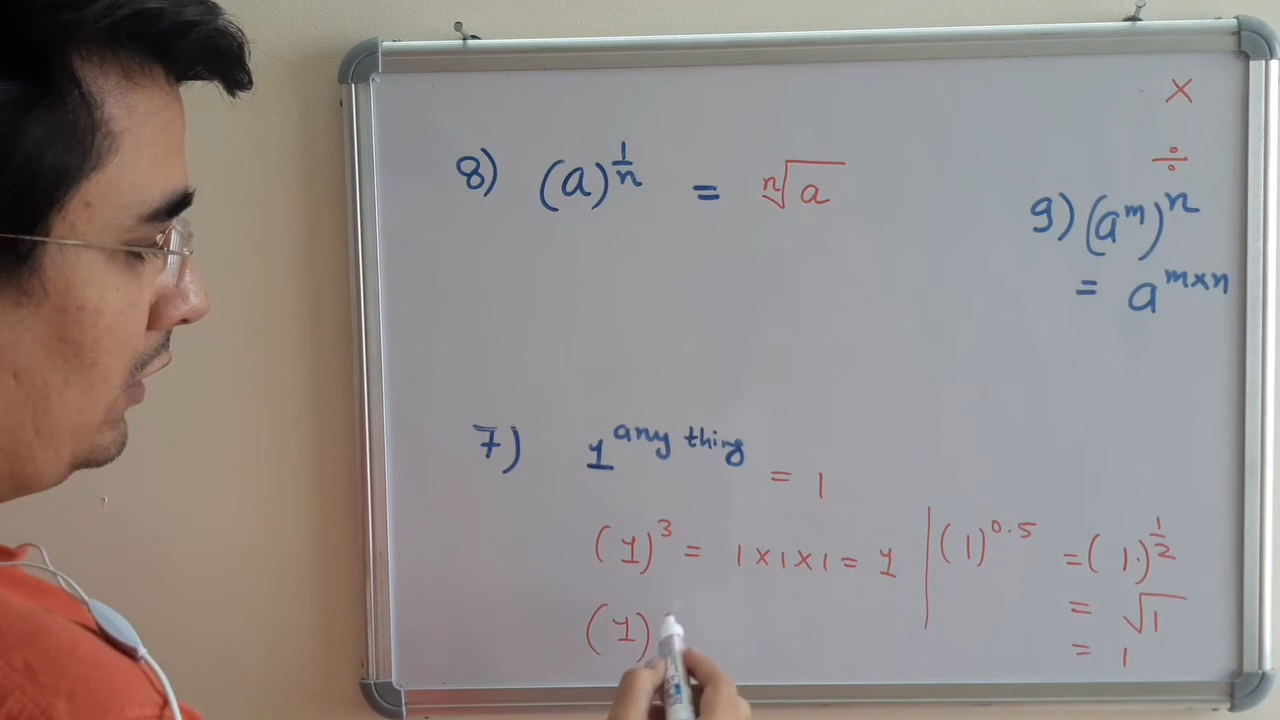 ×
÷
8) (a)^{1/n} = ⁿ√a
9) (a^m)^n
= a^{m×n}
7) 1^{any thing} = 1
(1)^3 = 1×1×1 = 1 | (1)^{0.5} = (1)^{1/2}
= √1
(1)
= 1